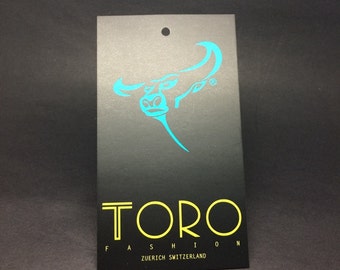 TORO
FASHION
ZUERICH SWITZERLAND